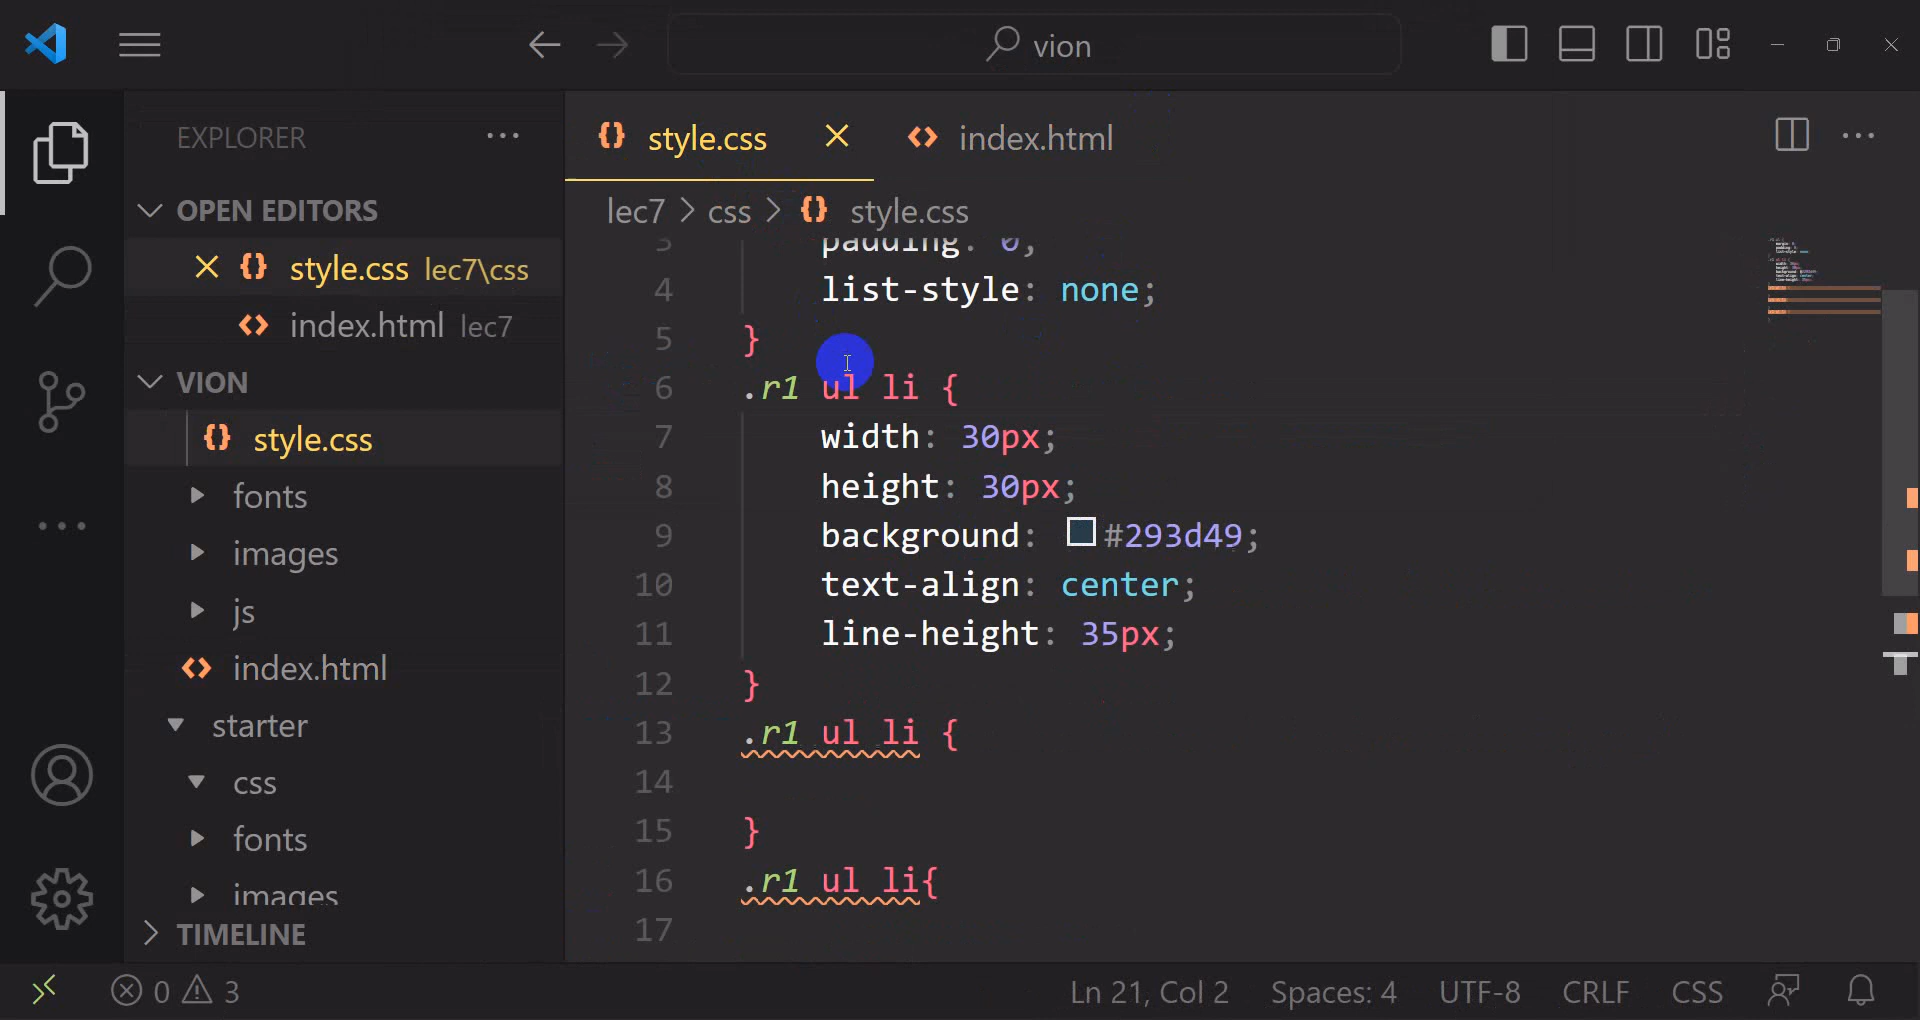 vion
EXPLORER
OPEN EDITORS
style.css lec7\css
index.html lec7
VION
style.css
fonts
images
js
index.html
starter
css
fonts
images
TIMELINE
style.css
index.html
lec7 > css > style.css
3 padding: 0;
4 list-style: none;
5 }
6 .r1 ul li {
7 width: 30px;
8 height: 30px;
9 background: #293d49;
10 text-align: center;
11 line-height: 35px;
12 }
13 .r1 ul li {
14
15 }
16 .r1 ul li{
17
0 3
Ln 21, Col 2 Spaces: 4 UTF-8 CRLF CSS